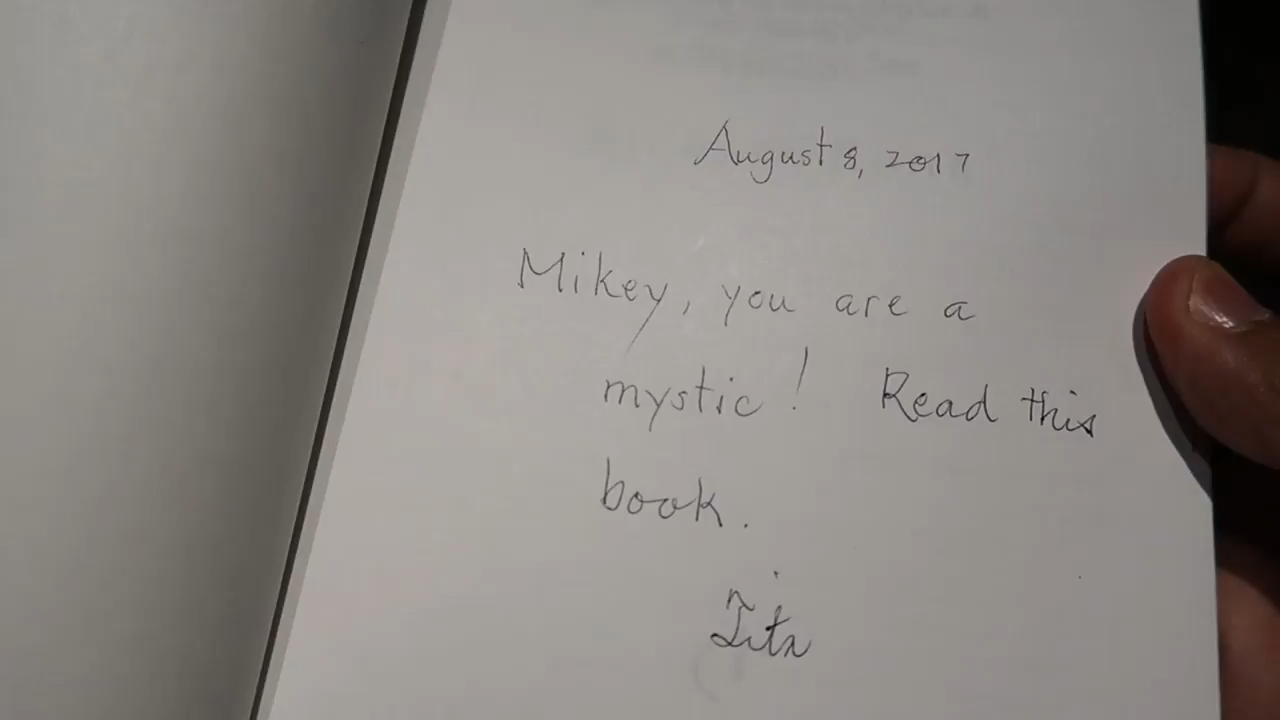 August 8, 2017
Mikey, you are a
mystic! Read this
book.